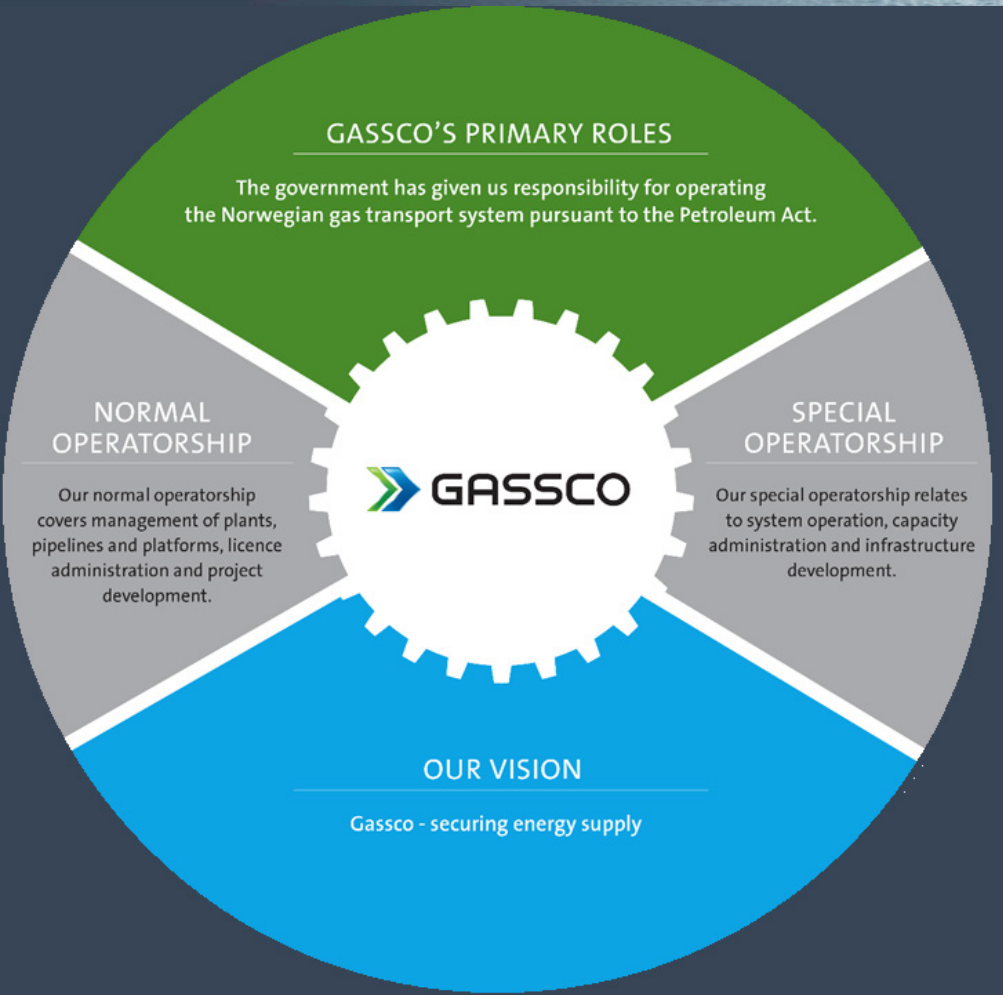 GASSCO'S PRIMARY ROLES
The government has given us responsibility for operating
the Norwegian gas transport system pursuant to the Petroleum Act.
NORMAL
OPERATORSHIP
Our normal operatorship
covers management of plants,
pipelines and platforms, licence
administration and project
development.
GASSCO
SPECIAL
OPERATORSHIP
Our special operatorship relates
to system operation, capacity
administration and infrastructure
development.
OUR VISION
Gassco - securing energy supply